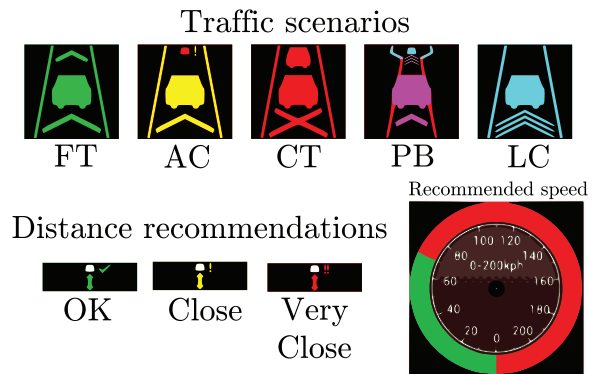 Traffic scenarios
FT
AC
CT
PB
LC
Distance recommendations
OK
Close
Very
Close
Recommended speed
100 120
80 140
0-200kph
60 160
40 180
20 200
0